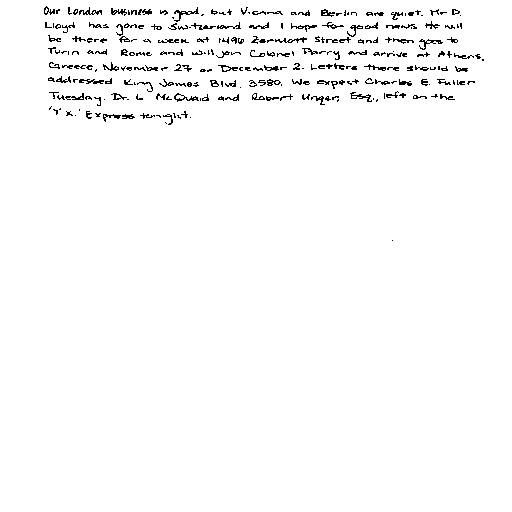 Our London business is good, but Vienna and Berlin are quiet. Mr D.
Lloyd has gone to Switzerland and I hope for good news. He will
be there for a week at 1496 Zermott Street and then goes to
Turin and Rome and will join Colonel Parry and arrive at Athens,
Greece, November 27 or December 2. Letters there should be
addressed King James Blvd. 3580. We expect Charles E. Fuller
Tuesday. Dr. L McQuaid and Robert Unger, Esq., left on the
'Y.X.' Express tonight.